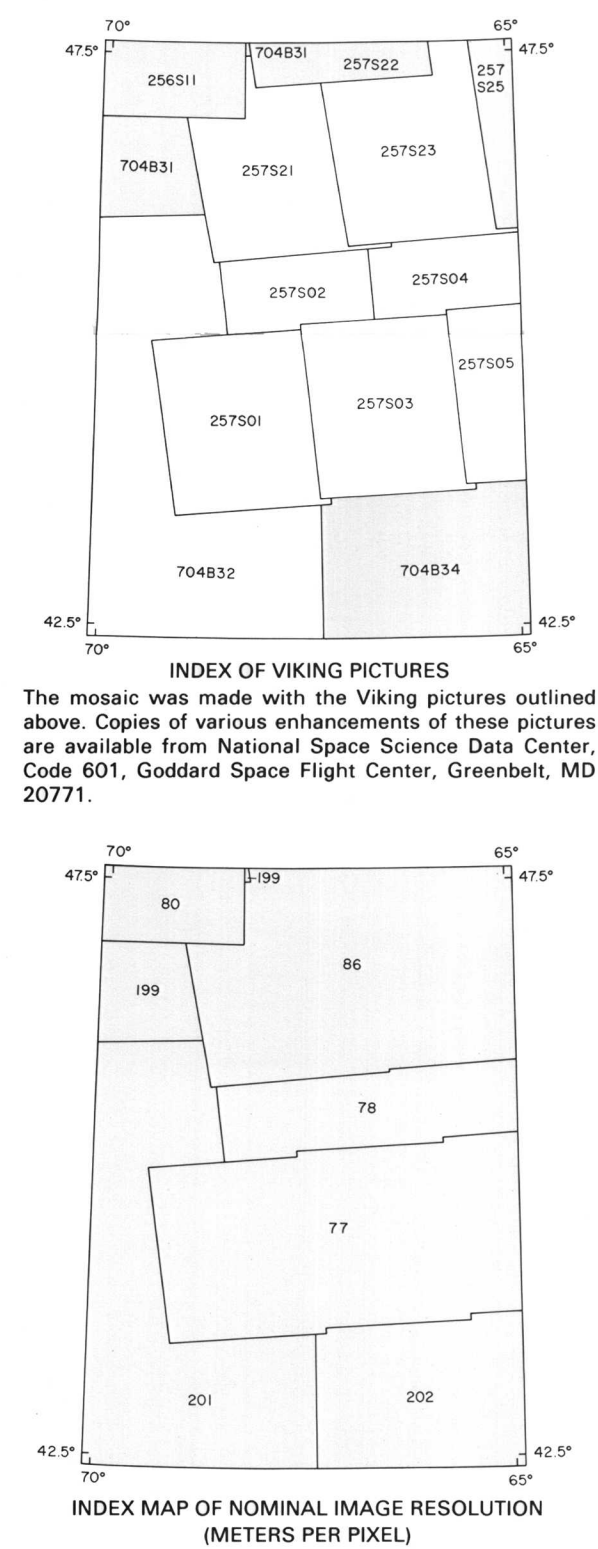 70° 65°
47.5° 47.5°
704B31
257S22
257
S25
256S11
704B31
257S21
257S23
257S02
257S04
257S05
257S01
257S03
704B32
704B34
42.5° 42.5°
70° 65°
INDEX OF VIKING PICTURES
The mosaic was made with the Viking pictures outlined
above. Copies of various enhancements of these pictures
are available from National Space Science Data Center,
Code 601, Goddard Space Flight Center, Greenbelt, MD
20771.
70° 65°
47.5° 199 47.5°
80
86
199
78
77
201 202
42.5° 42.5°
70° 65°
INDEX MAP OF NOMINAL IMAGE RESOLUTION
(METERS PER PIXEL)